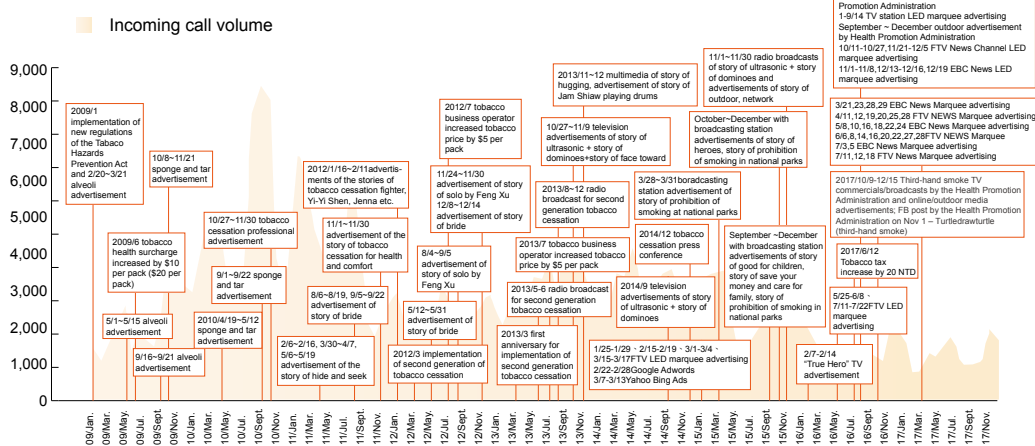 Incoming call volume
9,000
8,000
7,000
6,000
5,000
4,000
3,000
2,000
1,000
0
2009/1
implementation of
new regulations
of the Tabaco
Hazards
Prevention Act
and 2/20~3/21
alveoli
advertisement
10/8~11/21
sponge and tar
advertisement
2009/6 tobacco
health surcharge
increased by $10
per pack ($20 per
pack)
5/1~5/15 alveoli
advertisement
9/16~9/21 alveoli
advertisement
10/27~11/30 tobacco
cessation professional
advertisement
9/1~9/22 sponge
and tar
advertisement
2010/4/19~5/12
sponge and tar
advertisement
2012/1/16~2/11advertis-
ements of the stories of
tobacco cessation fighter,
Yi-Yi Shen, Jenna etc.
11/1~11/30
advertisement of the
story of tobacco
cessation for health
and comfort
8/6~8/19, 9/5~9/22
advertisement of
story of bride
2/6~2/16, 3/30~4/7,
5/6~5/19
advertisement of the
story of hide and seek
2012/7 tobacco
business operator
increased tobacco
price by $5 per
pack
11/24~11/30
advertisement of story
of solo by Feng Xu
12/8~12/14
advertisement of story
of bride
8/4~9/5
advertisement of
story of solo by
Feng Xu
5/12~5/31
advertisement of
story of bride
2012/3 implementation
of second generation of
tobacco cessation
2013/11~12 multimedia of story of
hugging, advertisement of story of
Jam Shiaw playing drums
10/27~11/9 television
advertisements of story of
ultrasonic + story of
dominoes+story of face toward
2013/8~12 radio
broadcast for second
generation tobacco
cessation
2013/7 tobacco business
operator increased tobacco
price by $5 per pack
2013/5-6 radio broadcast
for second generation
tobacco cessation
2013/3 first
anniversary for
implementation of
second generation
tobacco cessation
11/1~11/30 radio broadcasts
of story of ultrasonic + story
of dominoes and
advertisements of story of
outdoor, network
October~December with
broadcasting station
advertisements of story of
heroes, story of prohibition
of smoking in national parks
3/28~3/31boradcasting
station advertisement of
story of prohibition of
smoking at national parks
2014/12 tobacco
cessation press
conference
2014/9 television
advertisements of story of
ultrasonic + story of
dominoes
September ~December
with broadcasting station
advertisements of story of
good for children,
story of save your
money and care for
family, story of
prohibition of smoking in
national parks
1/25-1/29、2/15-2/19、3/1-3/4、
3/15-3/17FTV LED marquee advertising
2/22-2/28Google Adwords
3/7-3/13Yahoo Bing Ads
Promotion Administration
1-9/14 TV station LED marquee advertising
September ~ December outdoor advertisement
by Health Promotion Administration
10/11-10/27,11/21-12/5 FTV News Channel LED
marquee advertising
11/1-11/8,12/13-12/16,12/19 EBC News LED
marquee advertising
3/21,23,28,29 EBC News Marquee advertising
4/11,12,19,20,25,28 FTV NEWS Marquee advertising
5/8,10,16,18,22,24 EBC News Marquee advertising
6/6,8,14,16,20,22,27,28FTV NEWS Marquee
7/3,5 EBC News Marquee advertising
7/11,12,18 FTV News Marquee advertising
2017/10/9-12/15 Third-hand smoke TV
commercials/broadcasts by the Health Promotion
Administration and online/outdoor media
advertisements; FB post by the Health Promotion
Administration on Nov 1 – Turtledrawturtle
(third-hand smoke)
2017/6/12
Tobacco tax
increase by 20 NTD
5/25-6/8、
7/11-7/22FTV LED
marquee
advertising
2/7-2/14
"True Hero" TV
advertisement
09/Jan.
09/Mar.
09/May.
09/Jul.
09/Sept.
09/Nov.
10/Jan.
10/Mar.
10/May.
10/Jul.
10/Sept.
10/Nov.
11/Jan.
11/Mar.
11/May.
11/Jul.
11/Sept.
11/Nov.
12/Jan.
12/Mar.
12/May.
12/Jul.
12/Sept.
12/Nov.
13/Jan.
13/Mar.
13/May.
13/Jul.
13/Sept.
13/Nov.
14/Jan.
14/Mar.
14/May.
14/Jul.
14/Sept.
14/Nov.
15/Jan.
15/Mar.
15/May.
15/Jul.
15/Sept.
15/Nov.
16/Jan.
16/Mar.
16/May.
16/Jul.
16/Sept.
16/Nov.
17/Jan.
17/Mar.
17/May.
17/Jul.
17/Sept.
17/Nov.